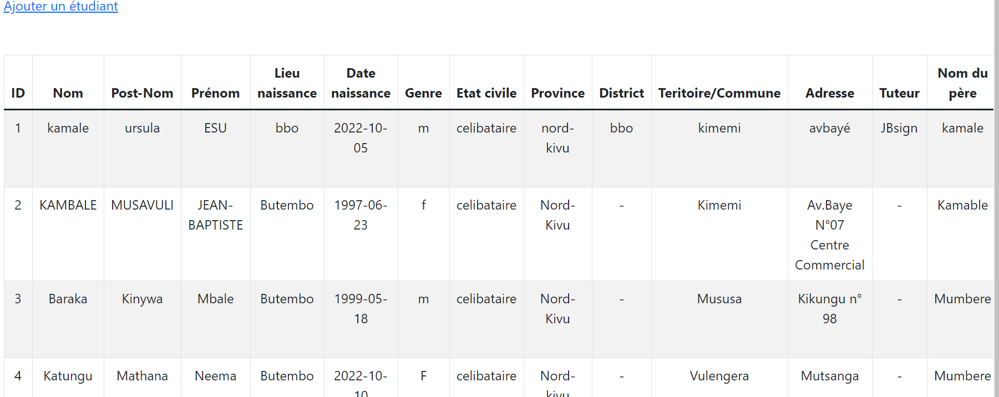 Ajouter un étudiant
ID Nom Post-Nom Prénom Lieu naissance Date naissance Genre Etat civile Province District Teritoire/Commune Adresse Tuteur Nom du père
1 kamale ursula ESU bbo 2022-10-05 m celibataire nord-kivu bbo kimemi avbayé JBsign kamale
2 KAMBALE MUSAVULI JEAN-BAPTISTE Butembo 1997-06-23 f celibataire Nord-Kivu - Kimemi Av.Baye N°07 Centre Commercial - Kamable
3 Baraka Kinywa Mbale Butembo 1999-05-18 m celibataire Nord-Kivu - Mususa Kikungu n° 98 - Mumbere
4 Katungu Mathana Neema Butembo 2022-10-10 F celibataire Nord-kivu - Vulengera Mutsanga - Mumbere